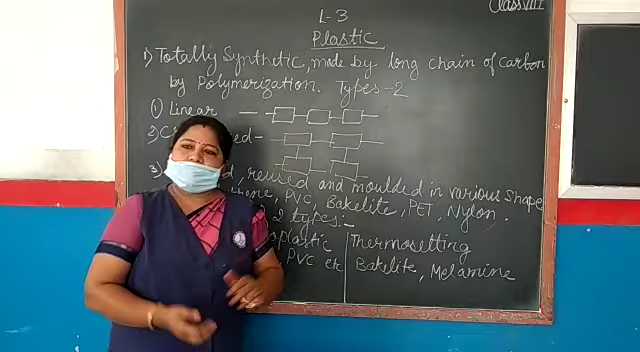 Class VIII
L-3
Plastic
1) Totally Synthetic, made by long chain of carbon
by Polymerization. Types-2
① Linear —
2) C ed -
3) d, reused and moulded in various shape
thene, PVC, Bakelite, PET, Nylon.
2 types:-
oplastic Thermosetting
PVC etc Bakelite, Melamine